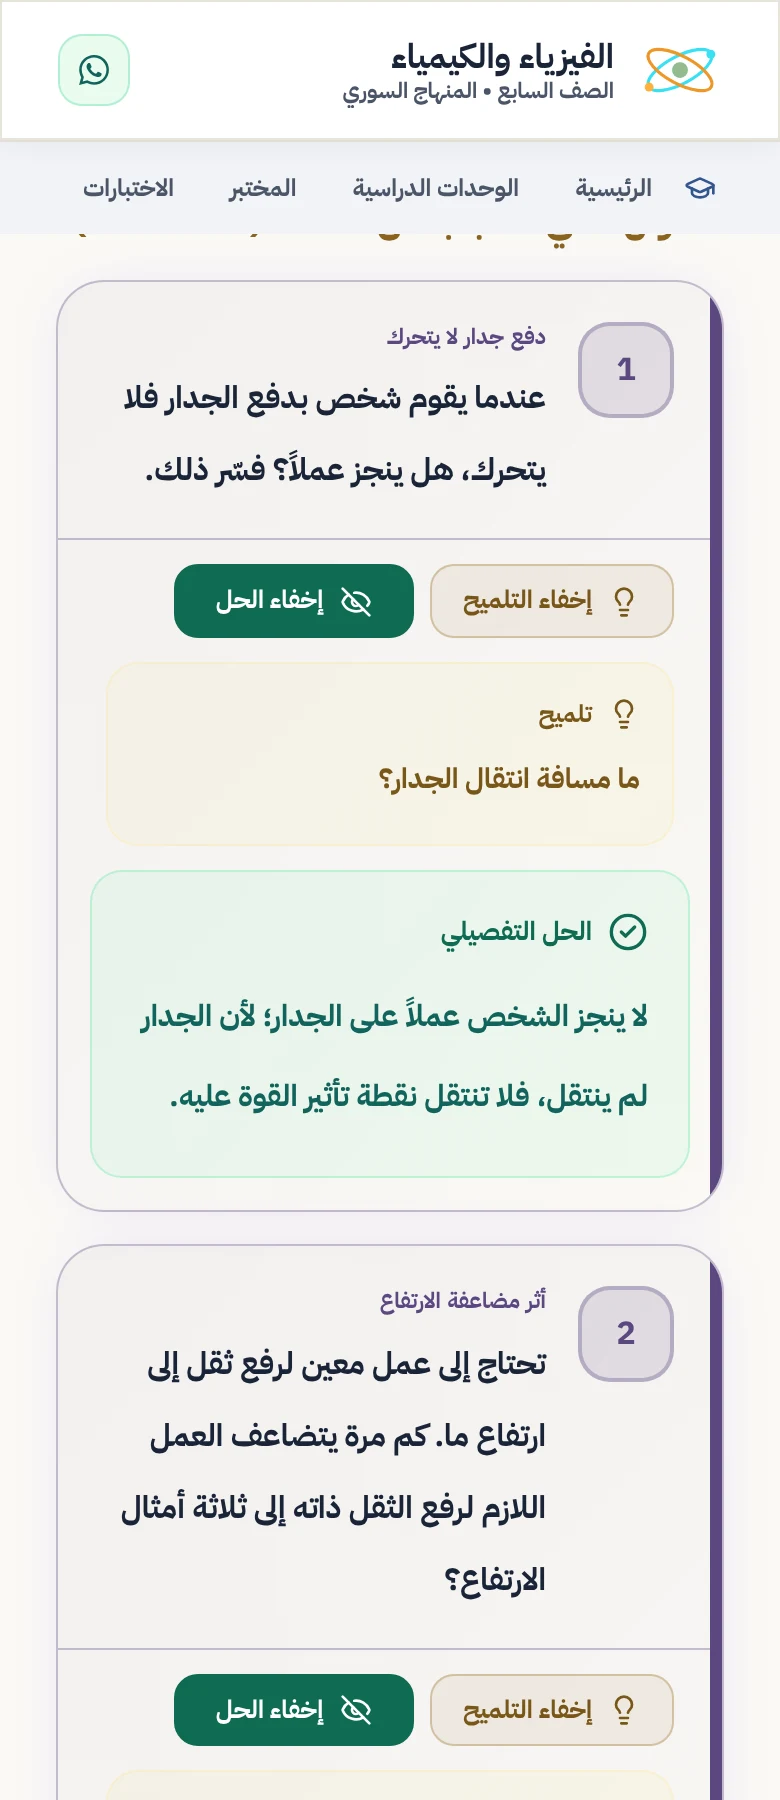 الفيزياء والكيمياء
الصف السابع • المنهاج السوري
الرئيسية
الوحدات الدراسية
المختبر
الاختبارات
1
دفع جدار لا يتحرك
عندما يقوم شخص بدفع الجدار فلا
يتحرك، هل ينجز عملاً؟ فسّر ذلك.
إخفاء التلميح
إخفاء الحل
تلميح
ما مسافة انتقال الجدار؟
الحل التفصيلي
لا ينجز الشخص عملاً على الجدار؛ لأن الجدار
لم ينتقل، فلا تنتقل نقطة تأثير القوة عليه.
2
أثر مضاعفة الارتفاع
تحتاج إلى عمل معين لرفع ثقل إلى
ارتفاع ما. كم مرة يتضاعف العمل
اللازم لرفع الثقل ذاته إلى ثلاثة أمثال
الارتفاع؟
إخفاء التلميح
إخفاء الحل